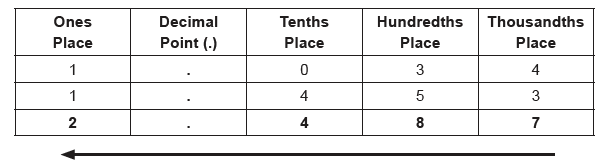 Ones Place Decimal Point (.) Tenths Place Hundredths Place Thousandths Place
1 . 0 3 4
1 . 4 5 3
2 . 4 8 7